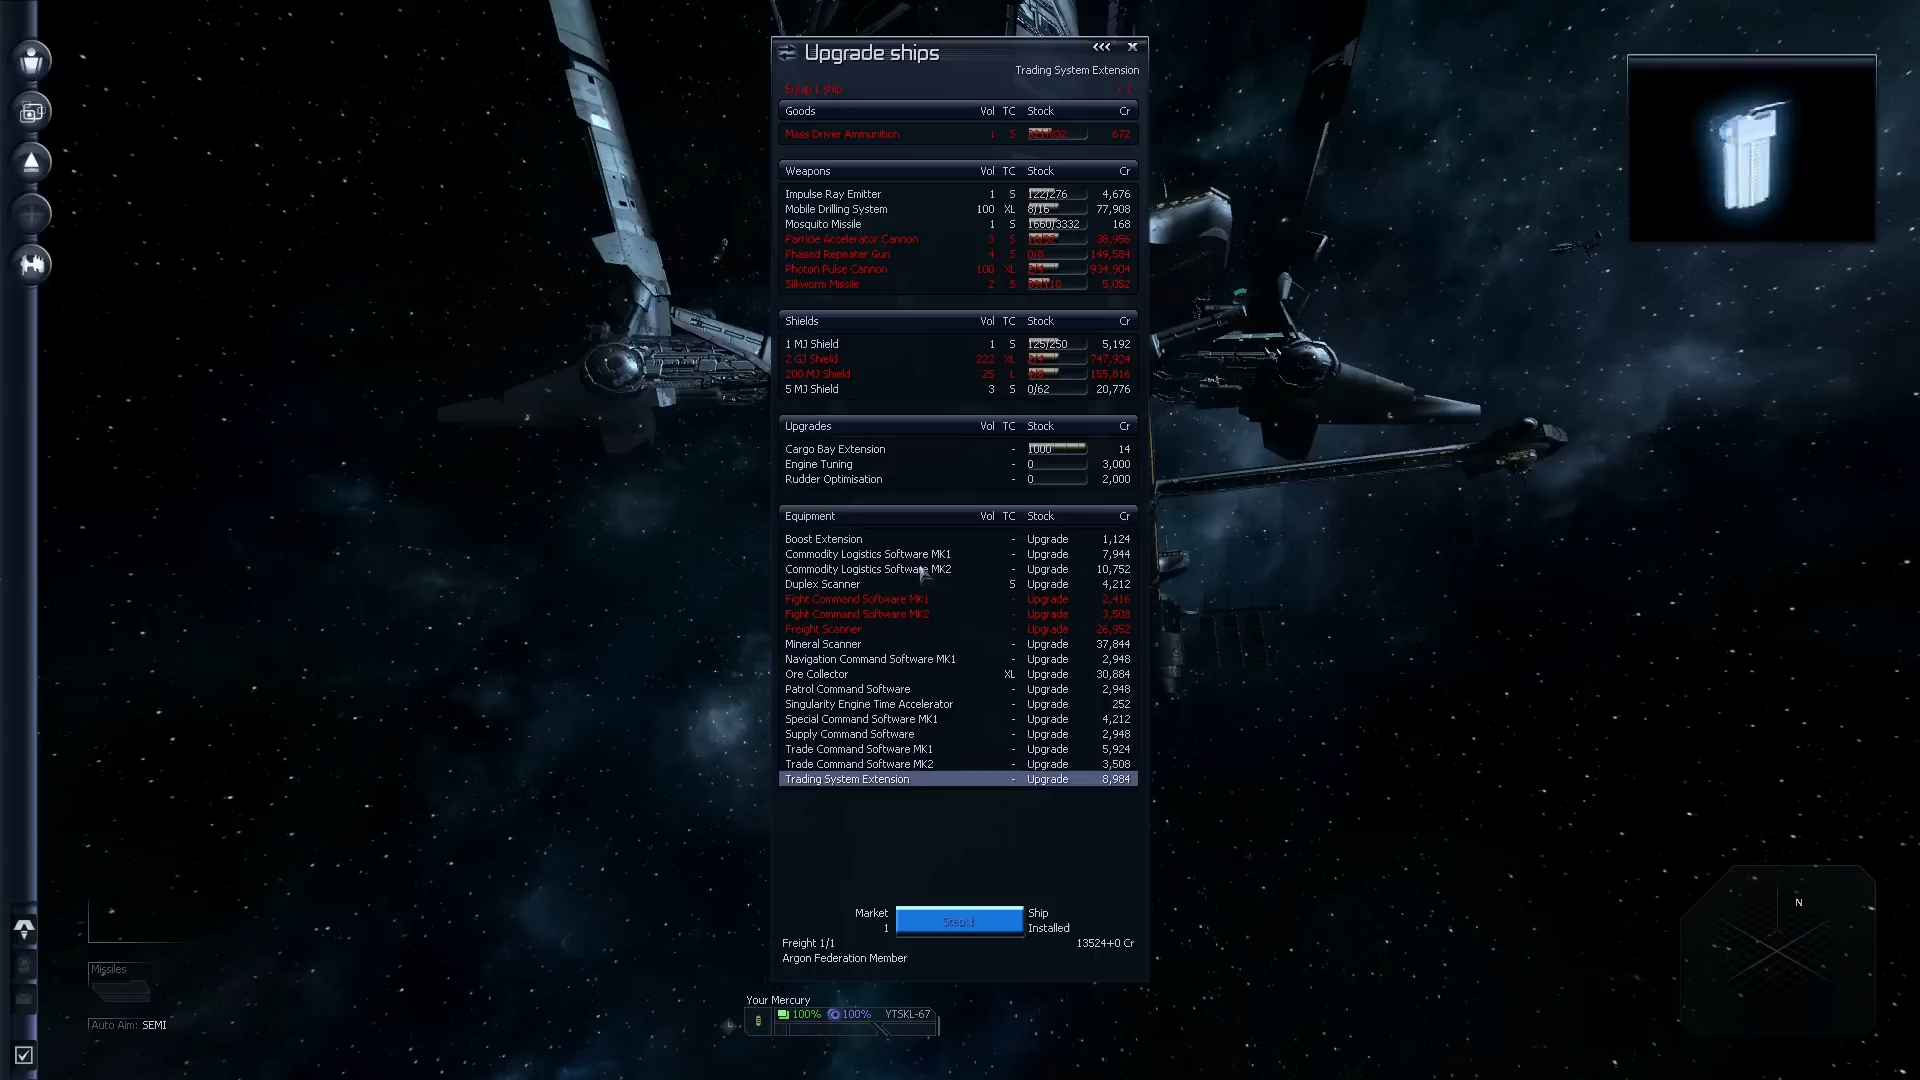 Upgrade ships
Trading System Extension
Equip 1 ship x 1
Goods Vol TC Stock Cr
Mass Driver Ammunition 1 S 672
Weapons Vol TC Stock Cr
Impulse Ray Emitter 1 S 122/276 4,676
Mobile Drilling System 100 XL 8/16 77,908
Mosquito Missile 1 S 1660/3332 168
Particle Accelerator Cannon 3 S 38,956
Phased Repeater Gun 4 S 0/8 149,584
Photon Pulse Cannon 100 XL 934,904
Silkworm Missile 2 S 5,052
Shields Vol TC Stock Cr
1 MJ Shield 1 S 125/250 5,192
2 GJ Shield 222 XL 747,924
200 MJ Shield 25 L 155,816
5 MJ Shield 3 S 0/62 20,776
Upgrades Vol TC Stock Cr
Cargo Bay Extension - 1000 14
Engine Tuning - 0 3,000
Rudder Optimisation - 0 2,000
Equipment Vol TC Stock Cr
Boost Extension - Upgrade 1,124
Commodity Logistics Software MK1 - Upgrade 7,944
Commodity Logistics Software MK2 - Upgrade 10,752
Duplex Scanner S Upgrade 4,212
Fight Command Software MK1 - Upgrade 2,416
Fight Command Software MK2 - Upgrade 3,508
Freight Scanner - Upgrade 26,952
Mineral Scanner - Upgrade 37,844
Navigation Command Software MK1 - Upgrade 2,948
Ore Collector XL Upgrade 30,884
Patrol Command Software - Upgrade 2,948
Singularity Engine Time Accelerator - Upgrade 252
Special Command Software MK1 - Upgrade 4,212
Supply Command Software - Upgrade 2,948
Trade Command Software MK1 - Upgrade 5,924
Trade Command Software MK2 - Upgrade 3,508
Trading System Extension - Upgrade 8,984
Market Ship
1 Step:1 Installed
Freight 1/1 13524+0 Cr
Argon Federation Member
N
Missiles
Auto Aim: SEMI
Your Mercury
100% 100% YTSKL-67